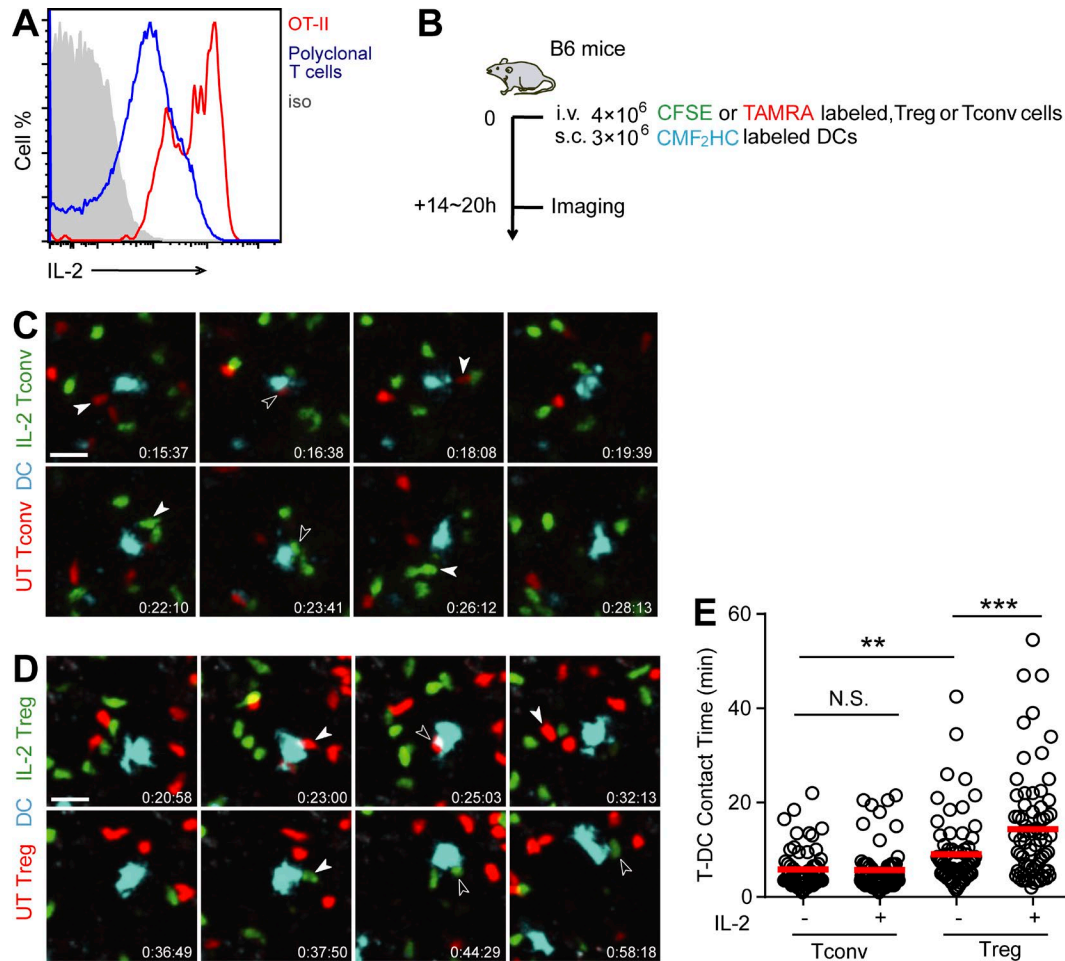 A
OT-II
Polyclonal
T cells
iso
Cell %
IL-2
B
B6 mice
0
i.v. 4×10⁶ CFSE or TAMRA labeled,Treg or Tconv cells
s.c. 3×10⁶ CMF₂HC labeled DCs
+14~20h
Imaging
C
UT Tconv DC IL-2 Tconv
0:15:37
0:16:38
0:18:08
0:19:39
0:22:10
0:23:41
0:26:12
0:28:13
D
UT Treg DC IL-2 Treg
0:20:58
0:23:00
0:25:03
0:32:13
0:36:49
0:37:50
0:44:29
0:58:18
E
T-DC Contact Time (min)
60
40
20
0
***
**
N.S.
IL-2 - + - +
Tconv Treg